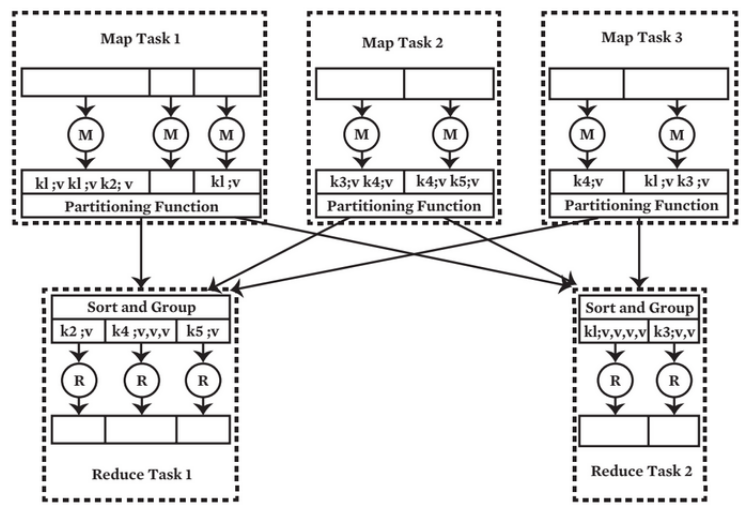 Map Task 1
Map Task 2
Map Task 3
M M M M M M M
kl ;v kl ;v k2; v kl ;v k3;v k4;v k4;v k5;v k4;v kl ;v k3 ;v
Partitioning Function Partitioning Function Partitioning Function
Sort and Group Sort and Group
k2 ;v k4 ;v,v,v k5 ;v kl;v,v,v,v k3;v,v
R R R R R
Reduce Task 1
Reduce Task 2